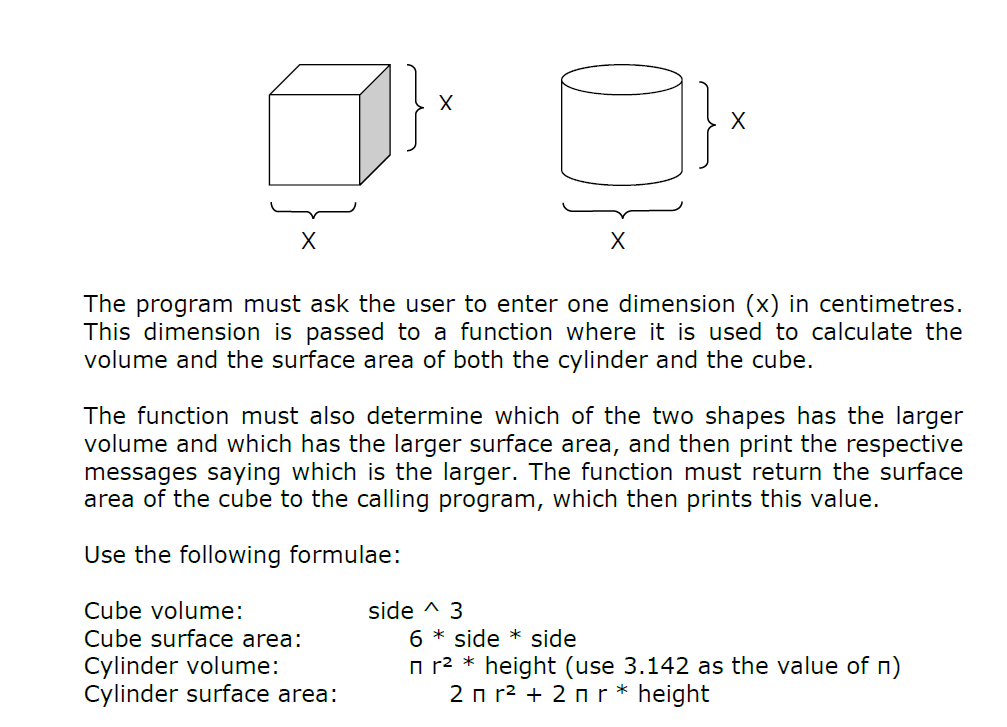 X
X
X
X
The program must ask the user to enter one dimension (x) in centimetres.
This dimension is passed to a function where it is used to calculate the
volume and the surface area of both the cylinder and the cube.
The function must also determine which of the two shapes has the larger
volume and which has the larger surface area, and then print the respective
messages saying which is the larger. The function must return the surface
area of the cube to the calling program, which then prints this value.
Use the following formulae:
Cube volume: side ^ 3
Cube surface area: 6 * side * side
Cylinder volume: п r² * height (use 3.142 as the value of п)
Cylinder surface area: 2 п r² + 2 п r * height